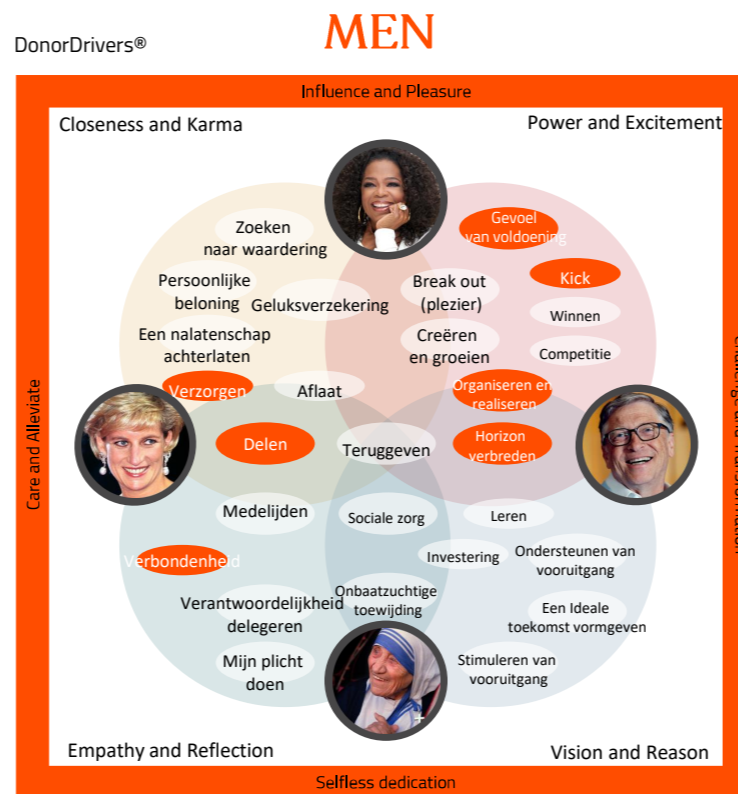 DonorDrivers®
MEN
Influence and Pleasure
Closeness and Karma
Power and Excitement
Zoeken
naar waardering
Gevoel
van voldoening
Persoonlijke
beloning
Geluksverzekering
Break out
(plezier)
Kick
Winnen
Een nalatenschap
achterlaten
Creëren
en groeien
Competitie
Verzorgen
Aflaat
Organiseren en
realiseren
Care and Alleviate
Delen
Teruggeven
Horizon
verbreden
Medelijden
Sociale zorg
Leren
Verbondenheid
Investering
Ondersteunen van
vooruitgang
Verantwoordelijkheid
delegeren
Onbaatzuchtige
toewijding
Een Ideale
toekomst vormgeven
Mijn plicht
doen
Stimuleren van
vooruitgang
+
Empathy and Reflection
Vision and Reason
Selfless dedication